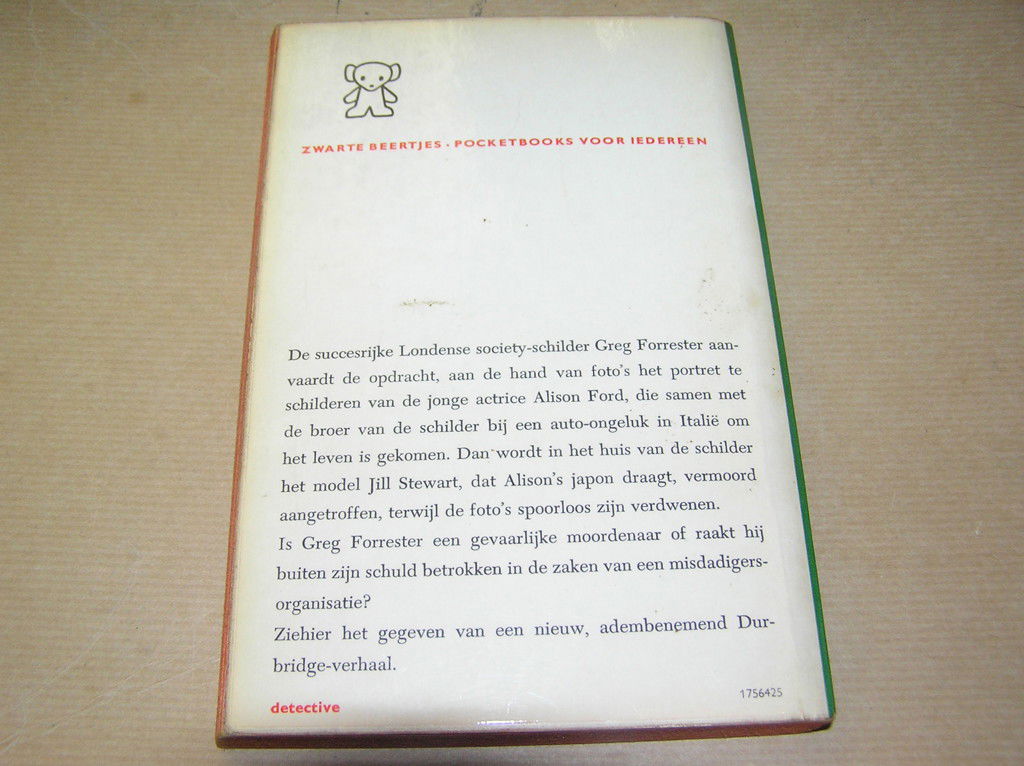 ZWARTE BEERTJES • POCKETBOOKS VOOR IEDEREEN
De succesrijke Londense society-schilder Greg Forrester aan-
vaardt de opdracht, aan de hand van foto's het portret te
schilderen van de jonge actrice Alison Ford, die samen met
de broer van de schilder bij een auto-ongeluk in Italië om
het leven is gekomen. Dan wordt in het huis van de schilder
het model Jill Stewart, dat Alison's japon draagt, vermoord
aangetroffen, terwijl de foto's spoorloos zijn verdwenen.
Is Greg Forrester een gevaarlijke moordenaar of raakt hij
buiten zijn schuld betrokken in de zaken van een misdadigers-
organisatie?
Ziehier het gegeven van een nieuw, adembenemend Dur-
bridge-verhaal.
detective
1756425